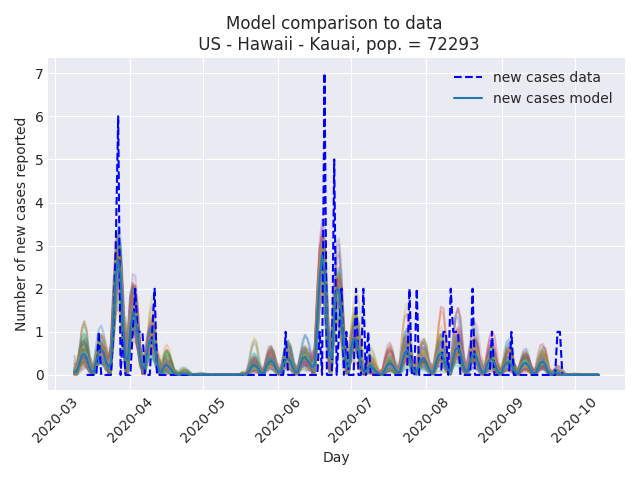 Model comparison to data
US - Hawaii - Kauai, pop. = 72293
new cases data
new cases model
Number of new cases reported
7
6
5
4
3
2
1
0
2020-03
2020-04
2020-05
2020-06
2020-07
2020-08
2020-09
2020-10
Day